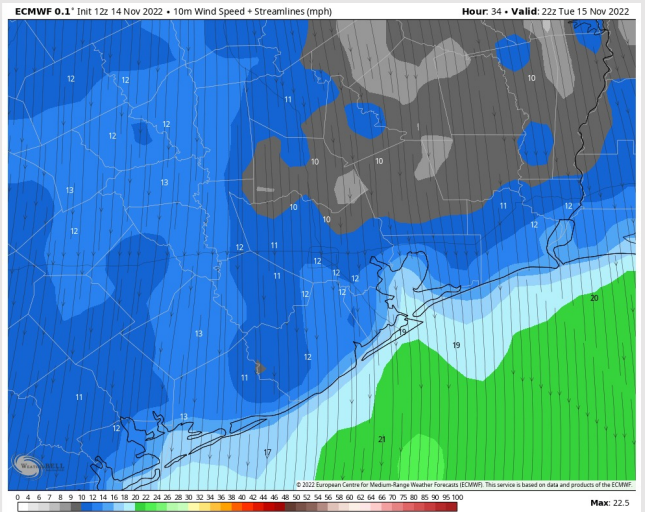 ECMWF 0.1° Init 12z 14 Nov 2022 • 10m Wind Speed + Streamlines (mph) Hour: 34 • Valid: 22z Tue 15 Nov 2022
12 12 10
11
12 12
10 10
13 13
10 11 12
10
12 12
12 11
12
11 12 12
12 12
20
13 19 19
12
11
11
13
12
21
17
WeatherBELL
© 2022 European Centre for Medium-Range Weather Forecasts (ECMWF). This service is based on data and products of the ECMWF.
0 4 6 7 8 9 10 12 14 16 18 20 22 24 26 28 30 32 34 36 38 40 42 44 46 48 50 52 54 56 58 60 62 64 66 70 75 80 85 90 95 100 Max: 22.5